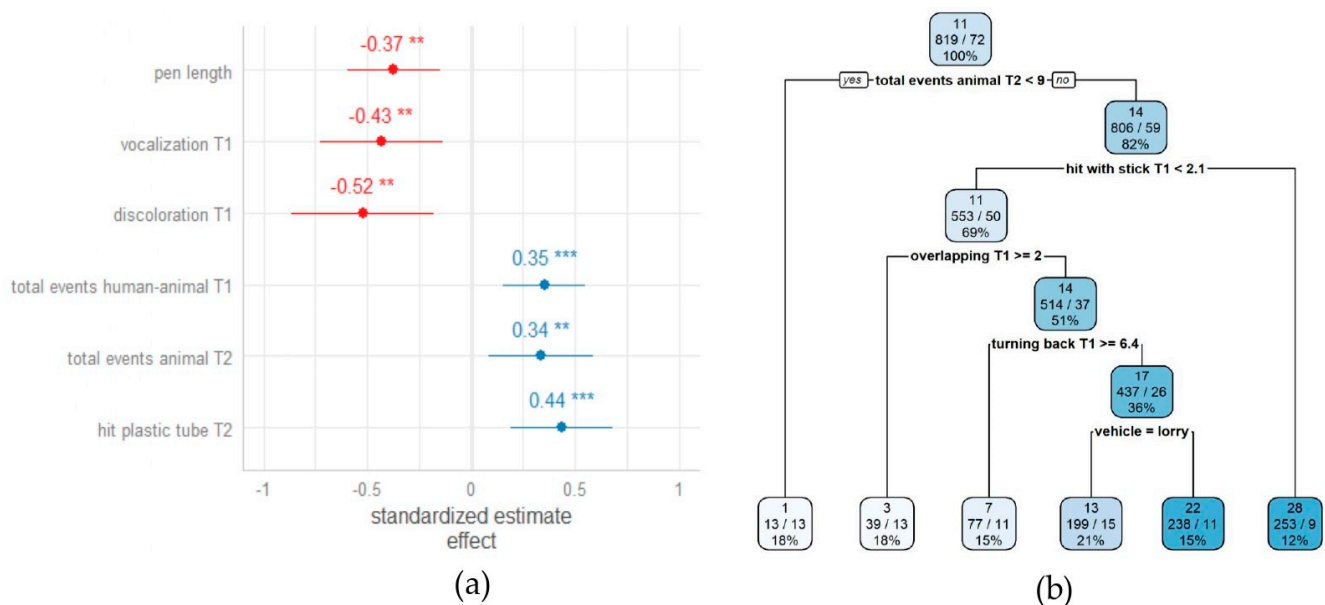 -0.37 **
pen length
-0.43 **
vocalization T1
-0.52 **
discoloration T1
0.35 ***
total events human-animal T1
0.34 **
total events animal T2
0.44 ***
hit plastic tube T2
-1
-0.5
0
0.5
1
standardized estimate
effect
(a)
11
819 / 72
100%
yes total events animal T2 < 9 no
14
806 / 59
82%
hit with stick T1 < 2.1
11
553 / 50
69%
overlapping T1 >= 2
14
514 / 37
51%
turning back T1 >= 6.4
17
437 / 26
36%
vehicle = lorry
1
13 / 13
18%
3
39 / 13
18%
7
77 / 11
15%
13
199 / 15
21%
22
238 / 11
15%
28
253 / 9
12%
(b)